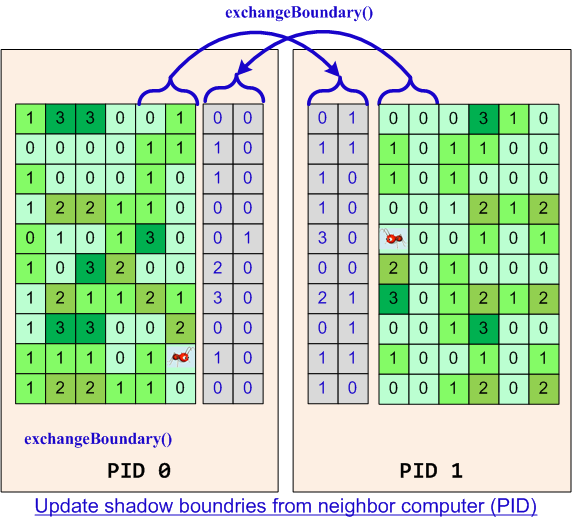 exchangeBoundary()
1 3 3 0 0 1 0 0 0 1 0 0 0 3 1 0
0 0 0 0 1 1 1 0 1 1 1 0 1 1 0 0
1 0 0 0 1 0 1 0 1 0 1 0 1 0 0 0
1 2 2 1 1 0 0 0 1 0 0 0 1 2 1 2
0 1 0 1 3 0 0 1 3 0 0 0 1 0 1
1 0 3 2 0 0 2 0 0 0 2 0 1 0 0 0
1 2 1 1 2 1 3 0 2 1 3 0 1 2 1 2
1 3 3 0 0 2 0 0 0 1 0 0 1 3 0 0
1 1 1 0 1 1 0 1 1 1 0 0 1 0 1
1 2 2 1 1 0 0 0 1 0 0 0 1 2 0 2
exchangeBoundary()
PID 0 PID 1
Update shadow boundries from neighbor computer (PID)